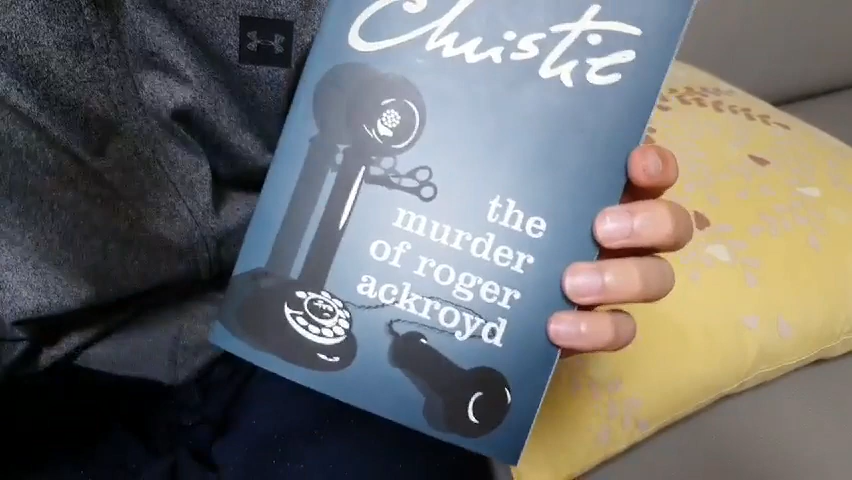 Christie
the
murder
of roger
ackroyd